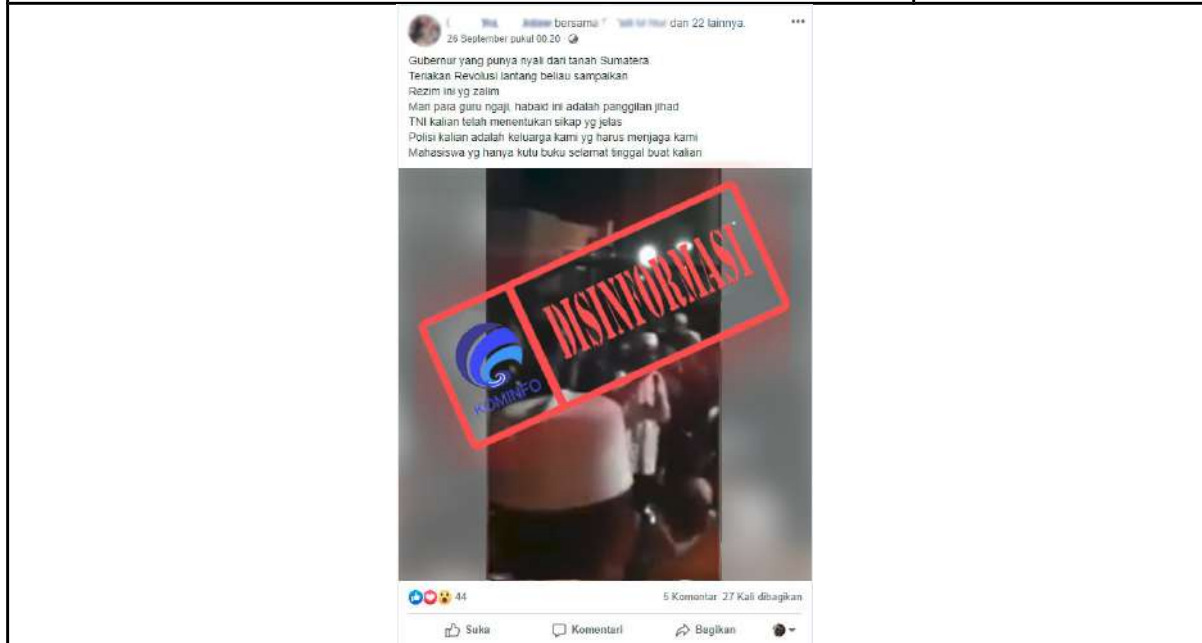 bersama dan 22 lainnya.
26 September pukul 00.20
Gubernur yang punya nyali dari tanah Sumatera
Teriakan Revolusi lantang beliau sampaikan
Rezim ini yg zalim
Mari para guru ngaji, habaib ini adalah panggilan jihad
TNI kalian telah menentukan sikap yg jelas
Polisi kalian adalah keluarga kami yg harus menjaga kami
Mahasiswa yg hanya kutu buku selamat tinggal buat kalian
DISINFORMASI
KOMINFO
44 5 Komentar 27 Kali dibagikan
Suka Komentari Bagikan